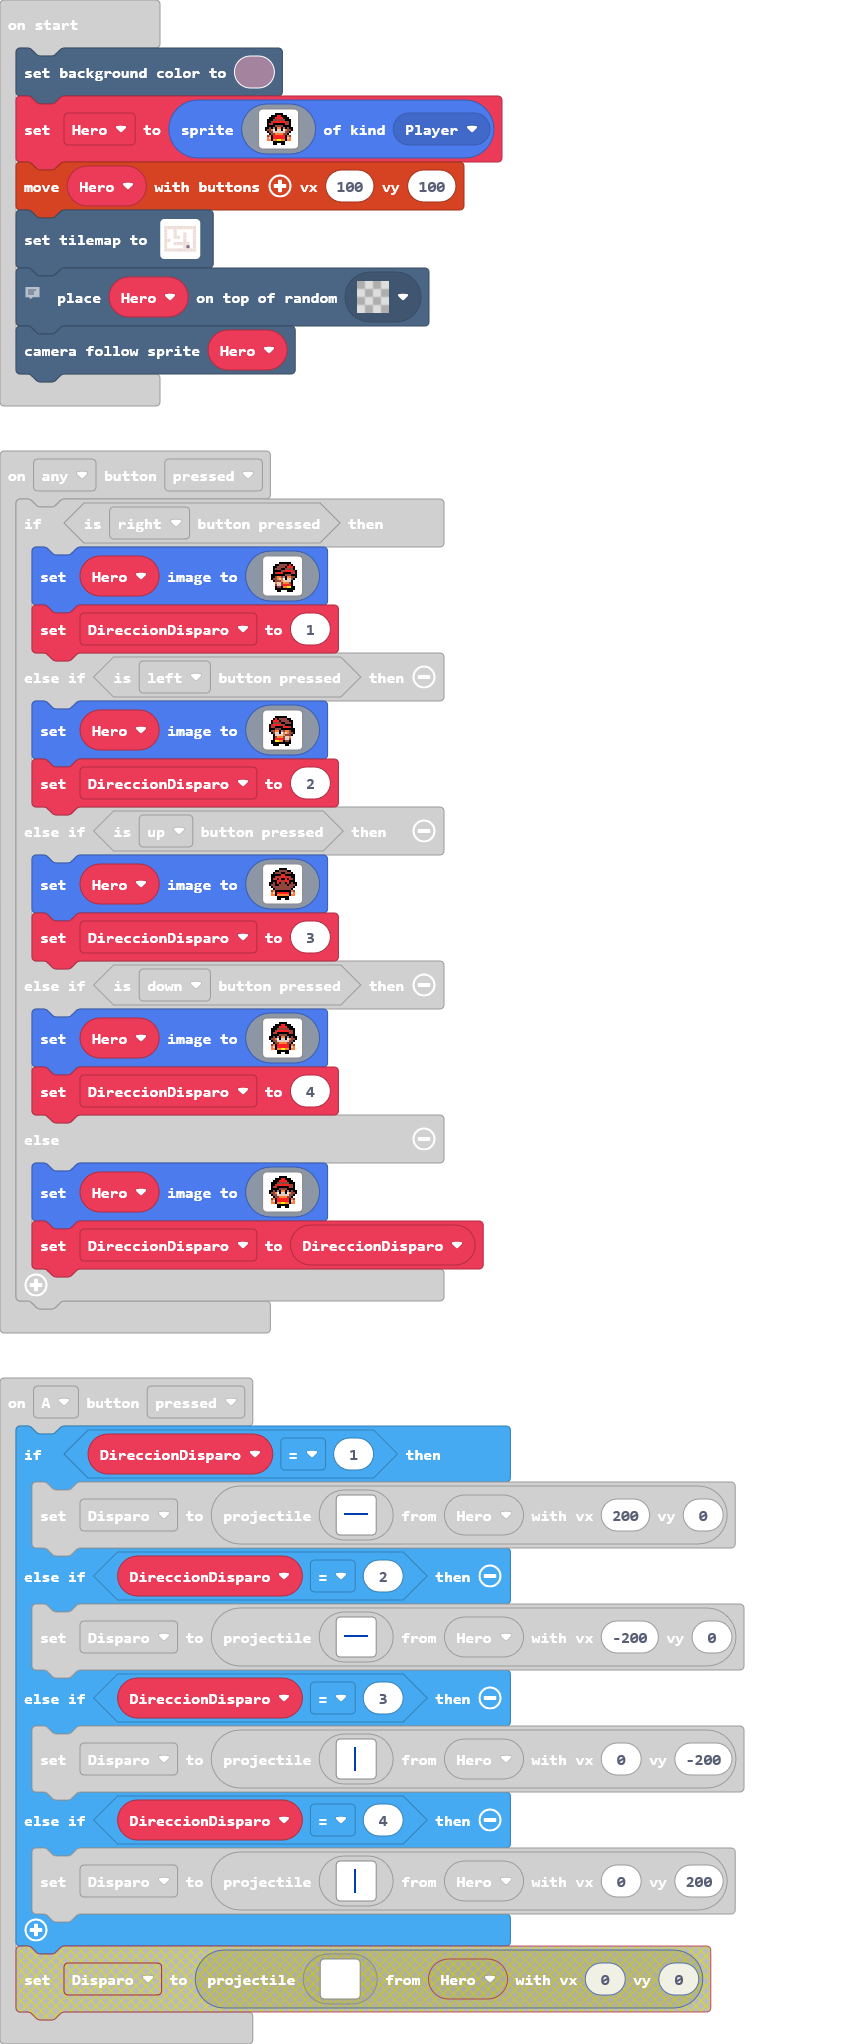 on start
set background color to
set Hero to sprite of kind Player
move Hero with buttons vx 100 vy 100
set tilemap to
place Hero on top of random
camera follow sprite Hero
on any button pressed
if is right button pressed then
set Hero image to
set DireccionDisparo to 1
else if is left button pressed then
set Hero image to
set DireccionDisparo to 2
else if is up button pressed then
set Hero image to
set DireccionDisparo to 3
else if is down button pressed then
set Hero image to
set DireccionDisparo to 4
else
set Hero image to
set DireccionDisparo to DireccionDisparo
on A button pressed
if DireccionDisparo = 1 then
set Disparo to projectile from Hero with vx 200 vy 0
else if DireccionDisparo = 2 then
set Disparo to projectile from Hero with vx -200 vy 0
else if DireccionDisparo = 3 then
set Disparo to projectile from Hero with vx 0 vy -200
else if DireccionDisparo = 4 then
set Disparo to projectile from Hero with vx 0 vy 200
set Disparo to projectile from Hero with vx 0 vy 0